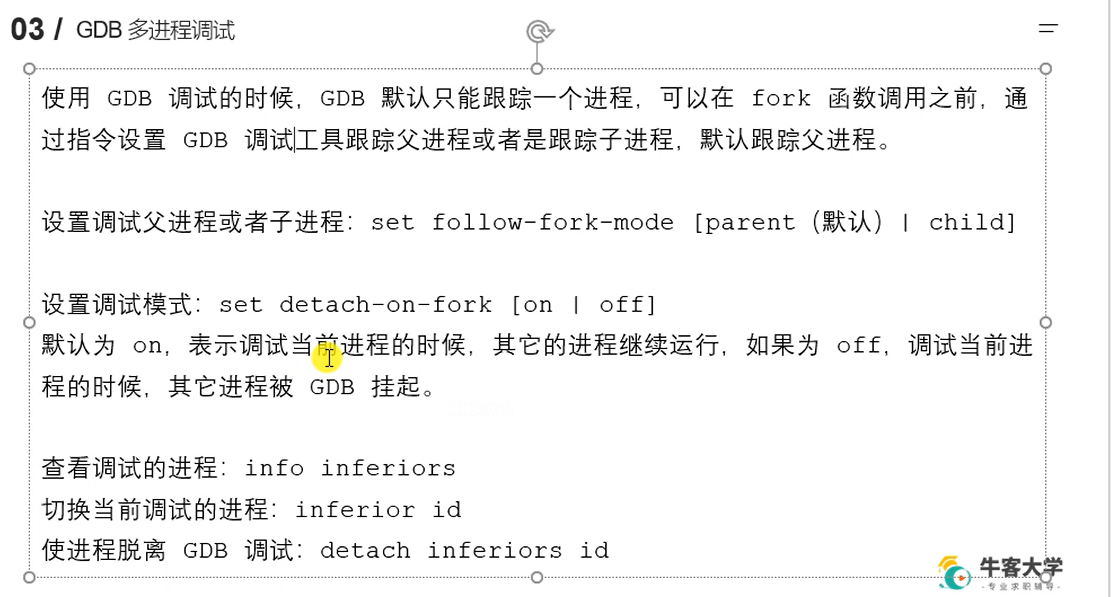 03 / GDB 多进程调试
使用 GDB 调试的时候，GDB 默认只能跟踪一个进程，可以在 fork 函数调用之前，通
过指令设置 GDB 调试工具跟踪父进程或者是跟踪子进程，默认跟踪父进程。
设置调试父进程或者子进程：set follow-fork-mode [parent（默认）| child]
设置调试模式：set detach-on-fork [on | off]
默认为 on，表示调试当前进程的时候，其它的进程继续运行，如果为 off，调试当前进
程的时候，其它进程被 GDB 挂起。
查看调试的进程：info inferiors
切换当前调试的进程：inferior id
使进程脱离 GDB 调试：detach inferiors id
牛客大学
-专业求职辅导-